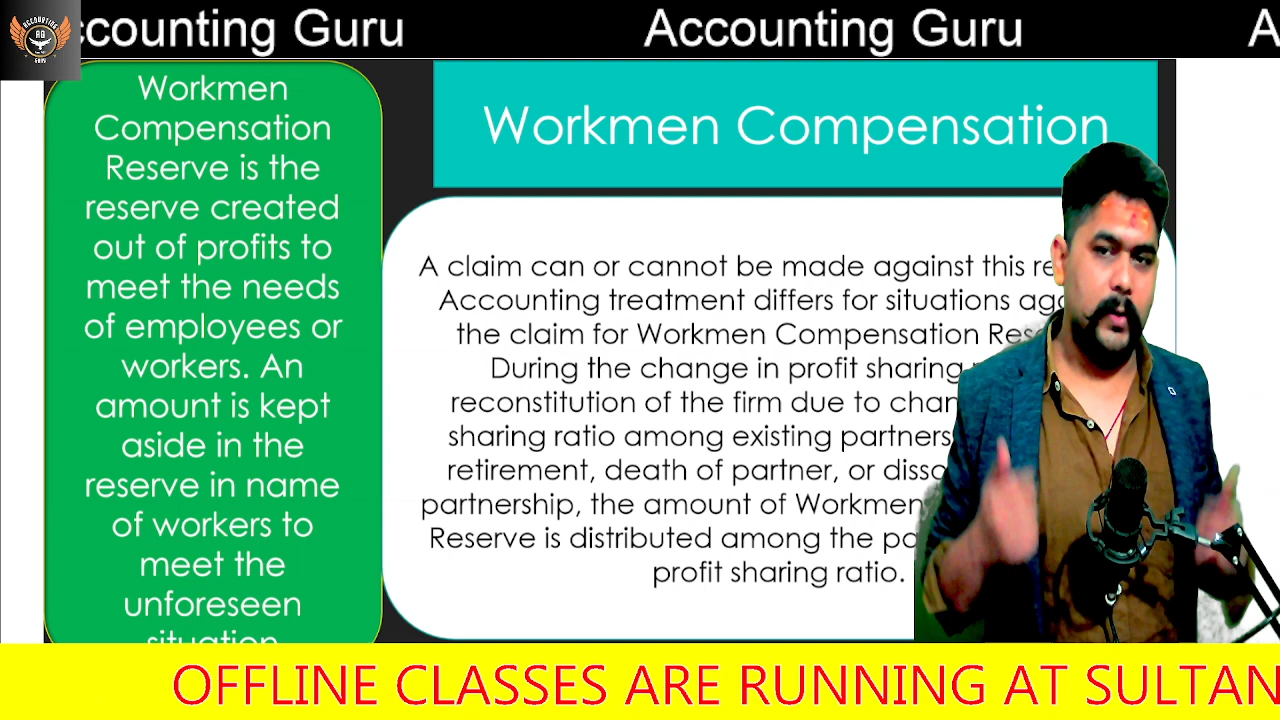 ccounting Guru
Accounting Guru
A
ACCOUNTING
AG
Workmen
Compensation
Reserve is the
reserve created
out of profits to
meet the needs
of employees or
workers. An
amount is kept
aside in the
reserve in name
of workers to
meet the
unforeseen
situation
Workmen Compensation
A claim can or cannot be made against this re
Accounting treatment differs for situations aga
the claim for Workmen Compensation Res
During the change in profit sharing
reconstitution of the firm due to chan
sharing ratio among existing partners
retirement, death of partner, or disso
partnership, the amount of Workmen
Reserve is distributed among the pa
profit sharing ratio.
OFFLINE CLASSES ARE RUNNING AT SULTAN